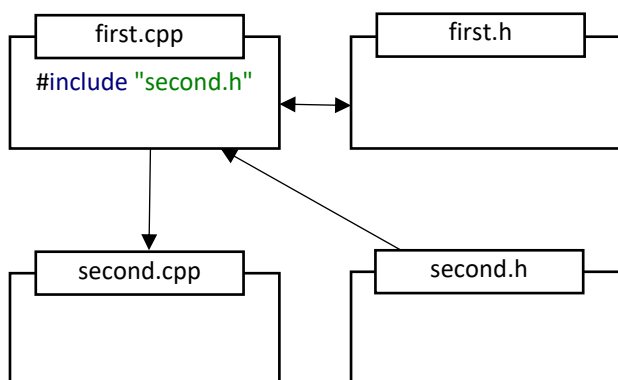 first.cpp
first.h
#include "second.h"
second.cpp
second.h